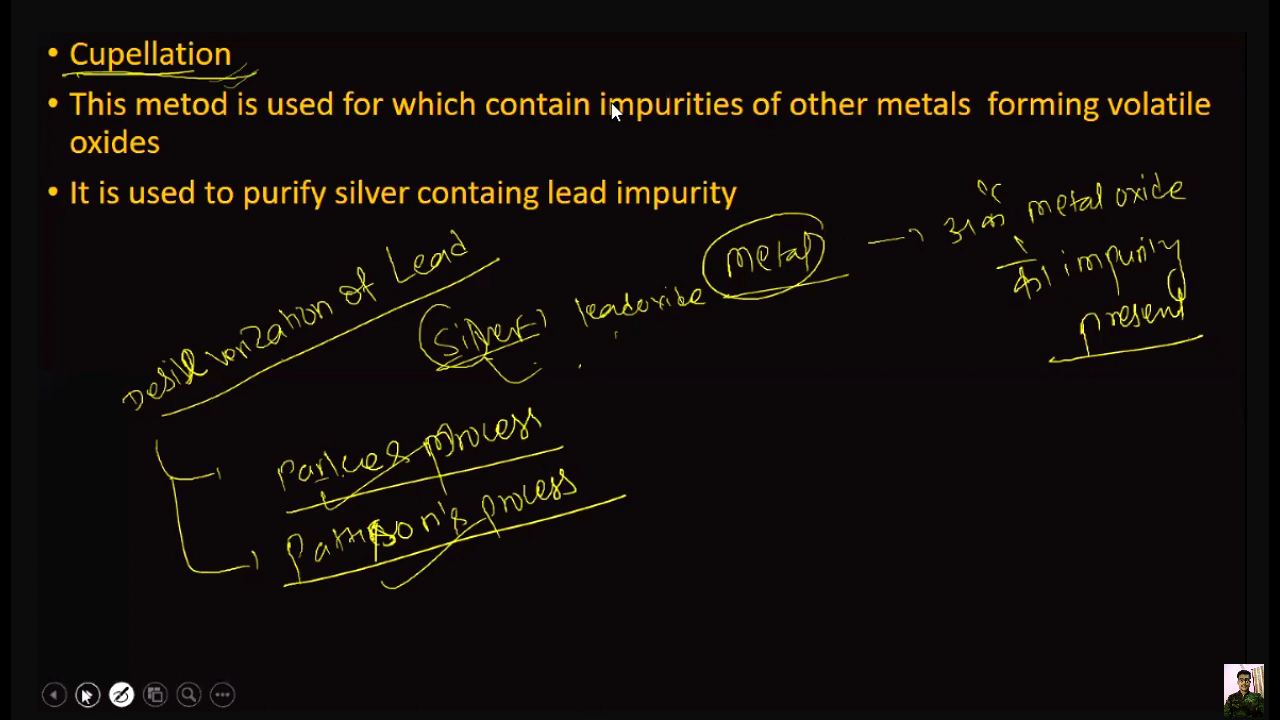 • Cupellation
• This metod is used for which contain impurities of other metals forming volatile
oxides
• It is used to purify silver containg lead impurity
Desilvorization of Lead
Silver) leadoxide
metal → metal oxide
का impurity
present
Parkes process
Pattinson's process